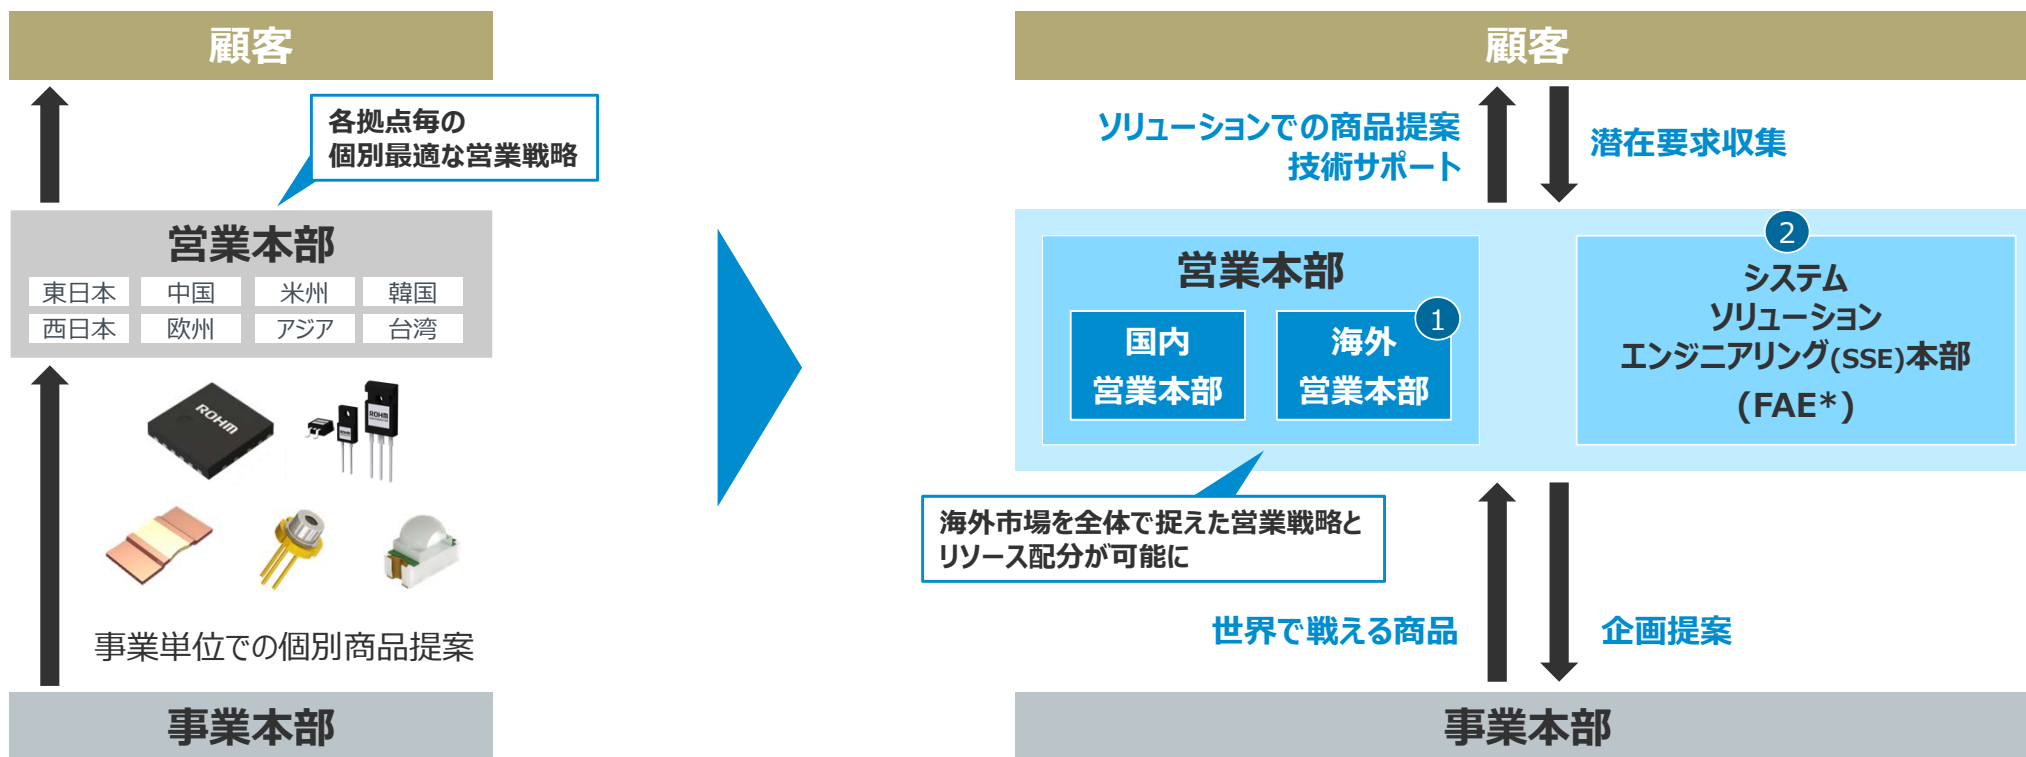 顧客
各拠点毎の
個別最適な営業戦略
営業本部
東日本 中国 米州 韓国
西日本 欧州 アジア 台湾
ROHM
ROHM
ROHM
事業単位での個別商品提案
事業本部
顧客
ソリューションでの商品提案
技術サポート
潜在要求収集
営業本部
国内
営業本部
1
海外
営業本部
2
システム
ソリューション
エンジニアリング(SSE)本部
(FAE*)
海外市場を全体で捉えた営業戦略と
リソース配分が可能に
世界で戦える商品
企画提案
事業本部